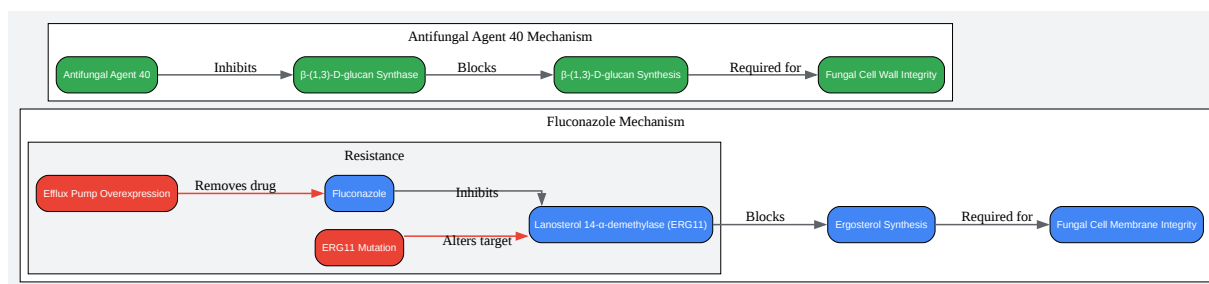 Antifungal Agent 40 Mechanism
Antifungal Agent 40
Inhibits
β-(1,3)-D-glucan Synthase
Blocks
β-(1,3)-D-glucan Synthesis
Required for
Fungal Cell Wall Integrity
Fluconazole Mechanism
Resistance
Efflux Pump Overexpression
Removes drug
Fluconazole
Inhibits
ERG11 Mutation
Alters target
Lanosterol 14-α-demethylase (ERG11)
Blocks
Ergosterol Synthesis
Required for
Fungal Cell Membrane Integrity